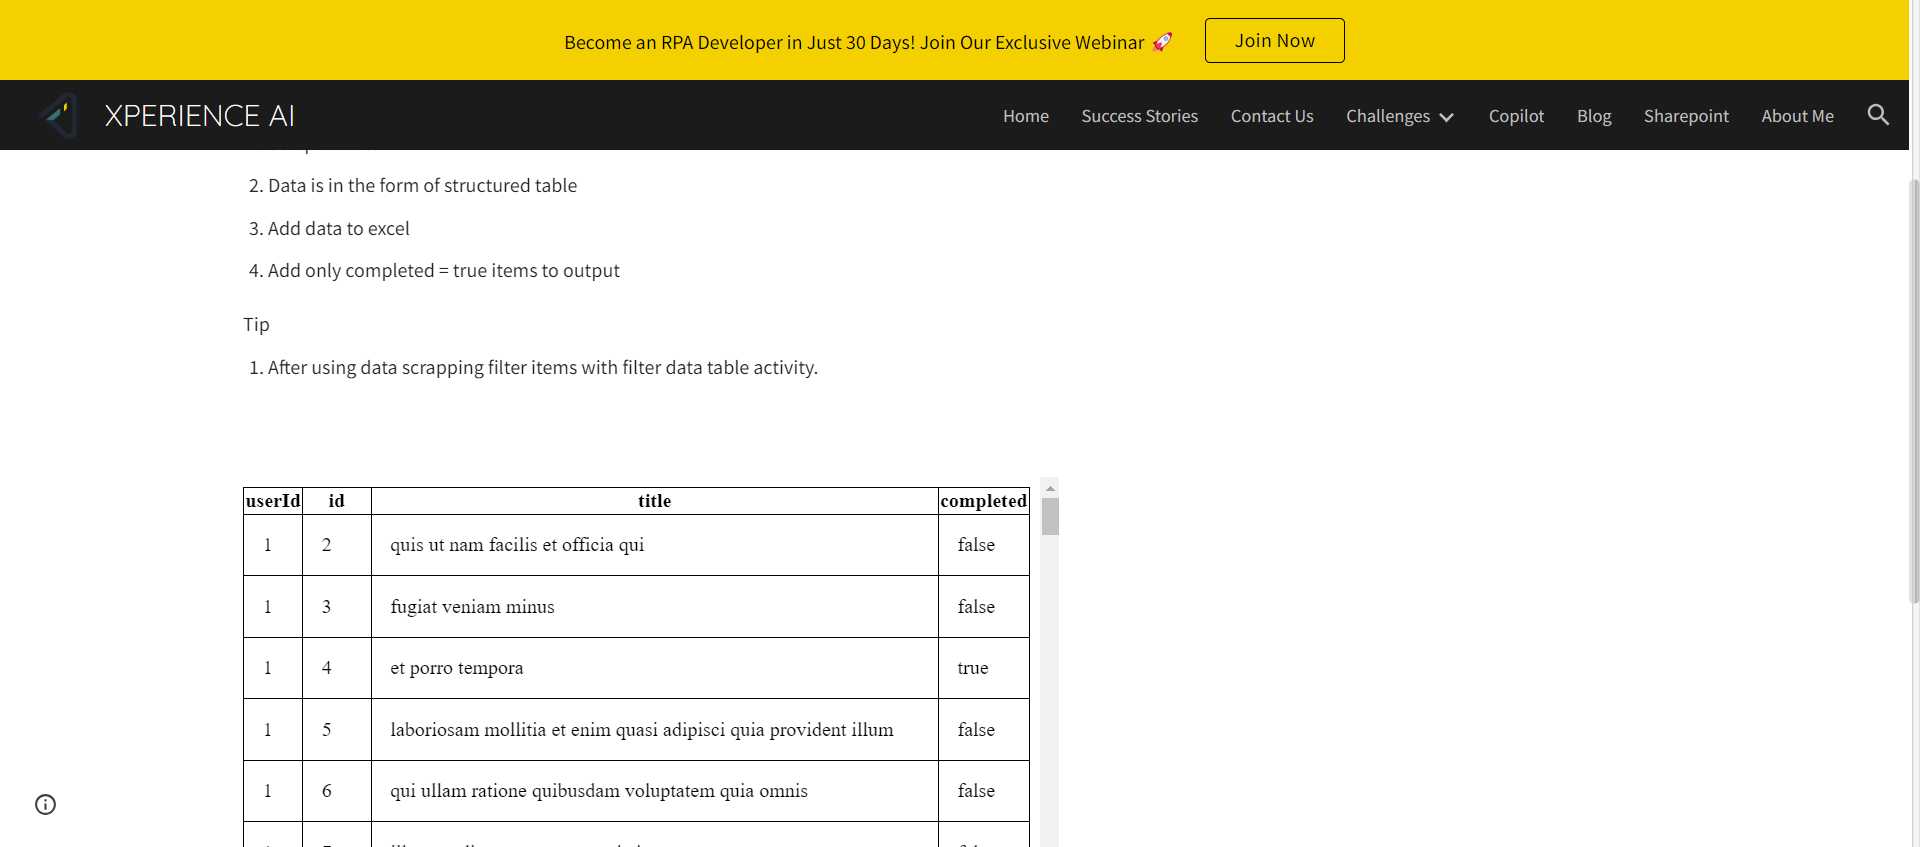 Become an RPA Developer in Just 30 Days! Join Our Exclusive Webinar 🚀 Join Now
XPERIENCE AI Home Success Stories Contact Us Challenges Copilot Blog Sharepoint About Me
2. Data is in the form of structured table
3. Add data to excel
4. Add only completed = true items to output
Tip
1. After using data scrapping filter items with filter data table activity.
userId id title completed
1 2 quis ut nam facilis et officia qui false
1 3 fugiat veniam minus false
1 4 et porro tempora true
1 5 laboriosam mollitia et enim quasi adipisci quia provident illum false
1 6 qui ullam ratione quibusdam voluptatem quia omnis false